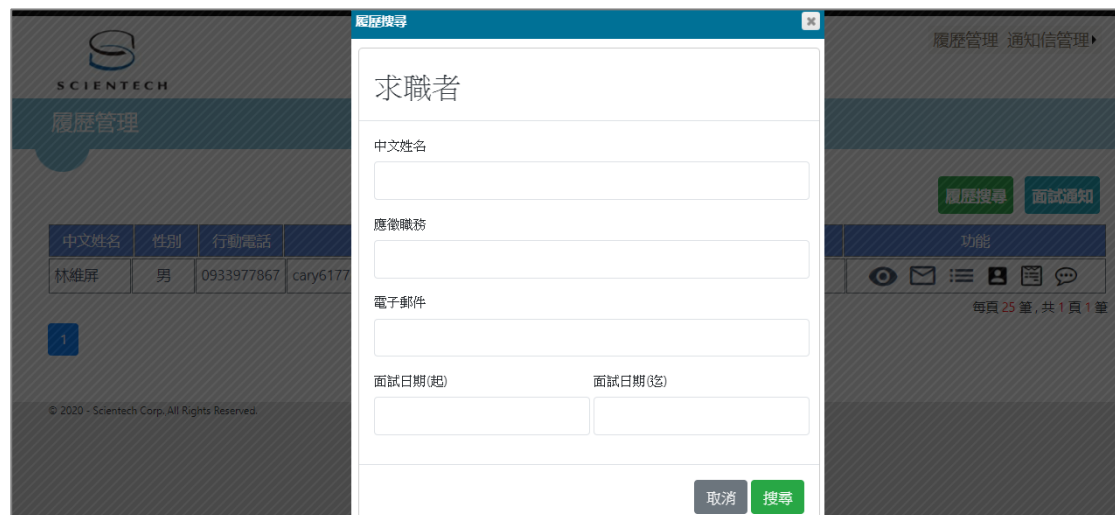 履歷搜尋
SCIENTECH
履歷管理 通知信管理
履歷管理
求職者
中文姓名
應徵職務
電子郵件
面試日期(起) 面試日期(迄)
取消 搜尋
履歷搜尋 面試通知
中文姓名 性別 行動電話 功能
林維屏 男 0933977867 cary6177
每頁 25 筆 , 共 1 頁 1 筆
1
© 2020 - Scientech Corp. All Rights Reserved.